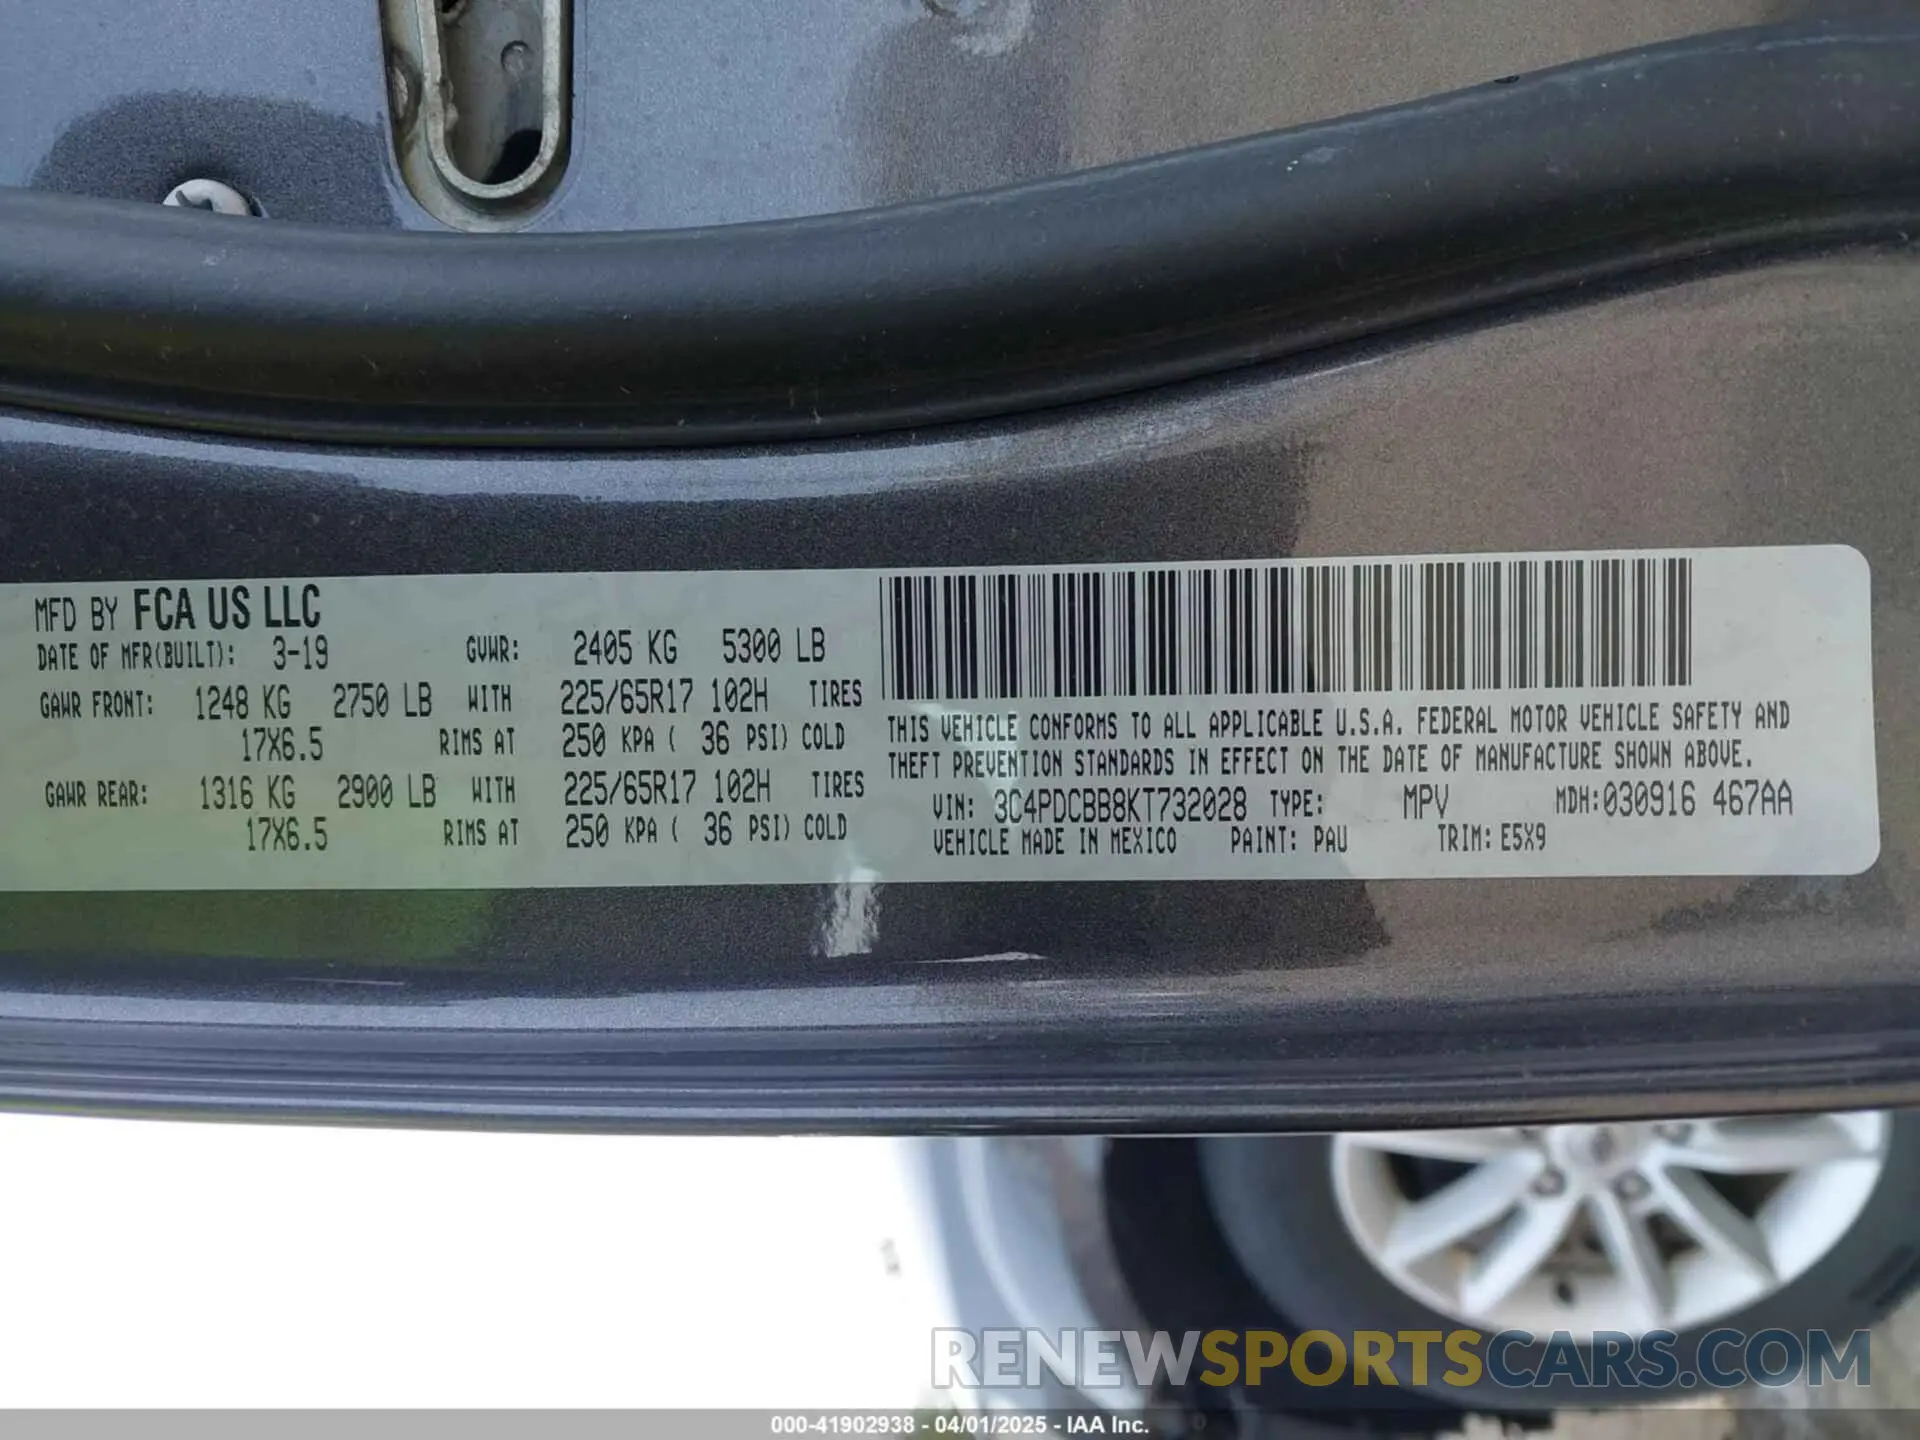 MFD BY FCA US LLC
DATE OF MFR(BUILT): 3-19 GVWR: 2405 KG 5300 LB
GAWR FRONT: 1248 KG 2750 LB WITH 225/65R17 102H TIRES
17X6.5 RIMS AT 250 KPA ( 36 PSI) COLD
GAWR REAR: 1316 KG 2900 LB WITH 225/65R17 102H TIRES
17X6.5 RIMS AT 250 KPA ( 36 PSI) COLD
THIS VEHICLE CONFORMS TO ALL APPLICABLE U.S.A. FEDERAL MOTOR VEHICLE SAFETY AND
THEFT PREVENTION STANDARDS IN EFFECT ON THE DATE OF MANUFACTURE SHOWN ABOVE.
VIN: 3C4PDCBB8KT732028 TYPE: MPV MDH:030916 467AA
VEHICLE MADE IN MEXICO PAINT: PAU TRIM: E5X9
RENEWSPORTSCARS.COM
000-41902938 - 04/01/2025 - IAA Inc.